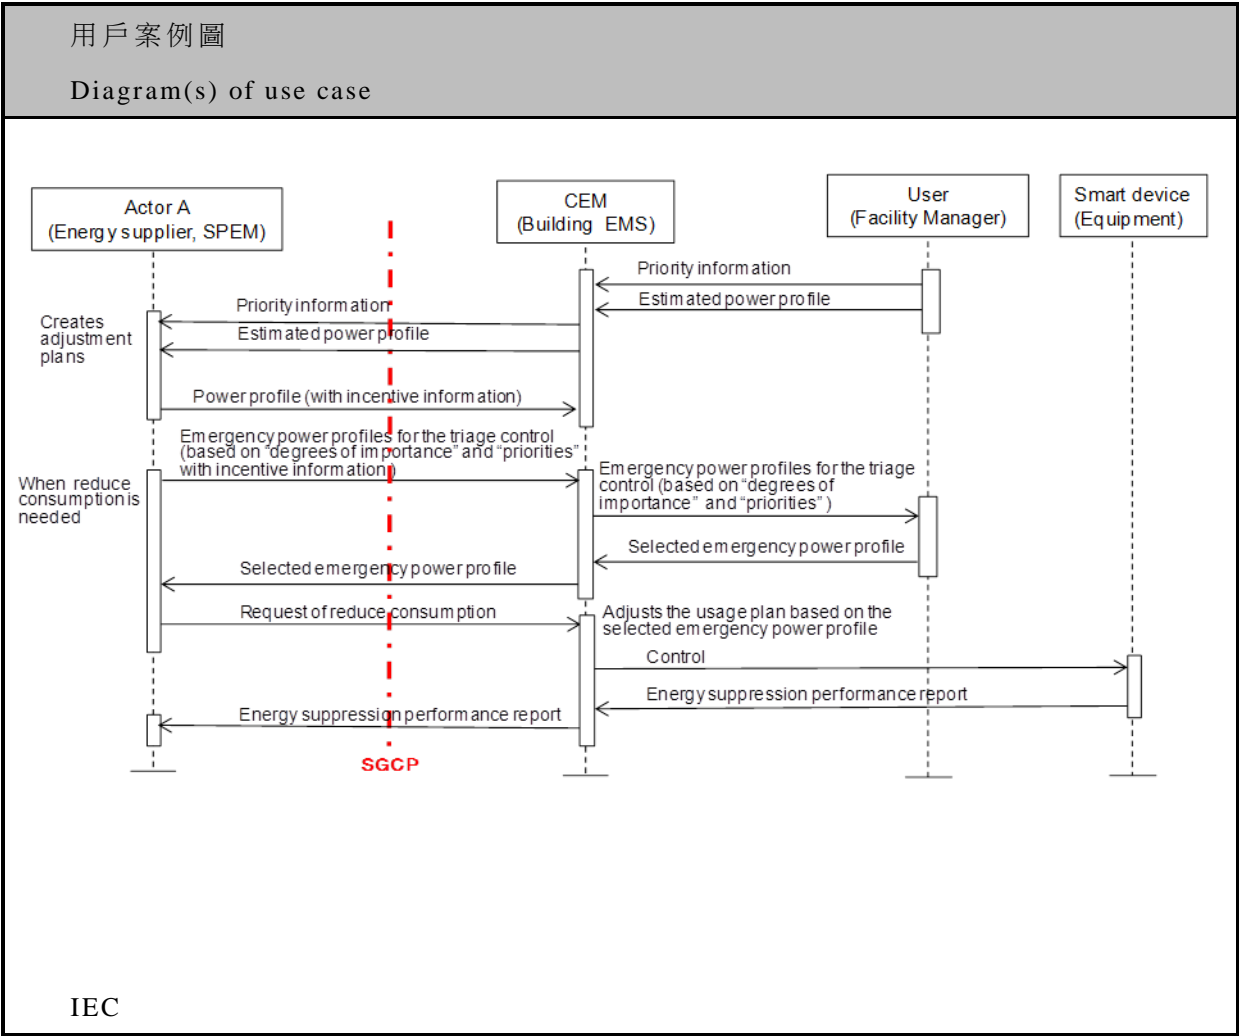 用戶案例圖
Diagram(s) of use case
Actor A
(Energy supplier, SPEM)
CEM
(Building EMS)
User
(Facility Manager)
Smart device
(Equipment)
Priority information
Estimated power profile
Priority information
Estimated power profile
Creates
adjustment
plans
Power profile (with incentive information)
Emergency power profiles for the triage control
(based on “degrees of importance” and “priorities”
with incentive information )
When reduce
consumption is
needed
Emergency power profiles for the triage
control (based on “degrees of
importance” and “priorities” )
Selected emergency power profile
Selected emergency power profile
Request of reduce consumption
Adjusts the usage plan based on the
selected emergency power profile
Control
Energy suppression performance report
Energy suppression performance report
SGCP
IEC